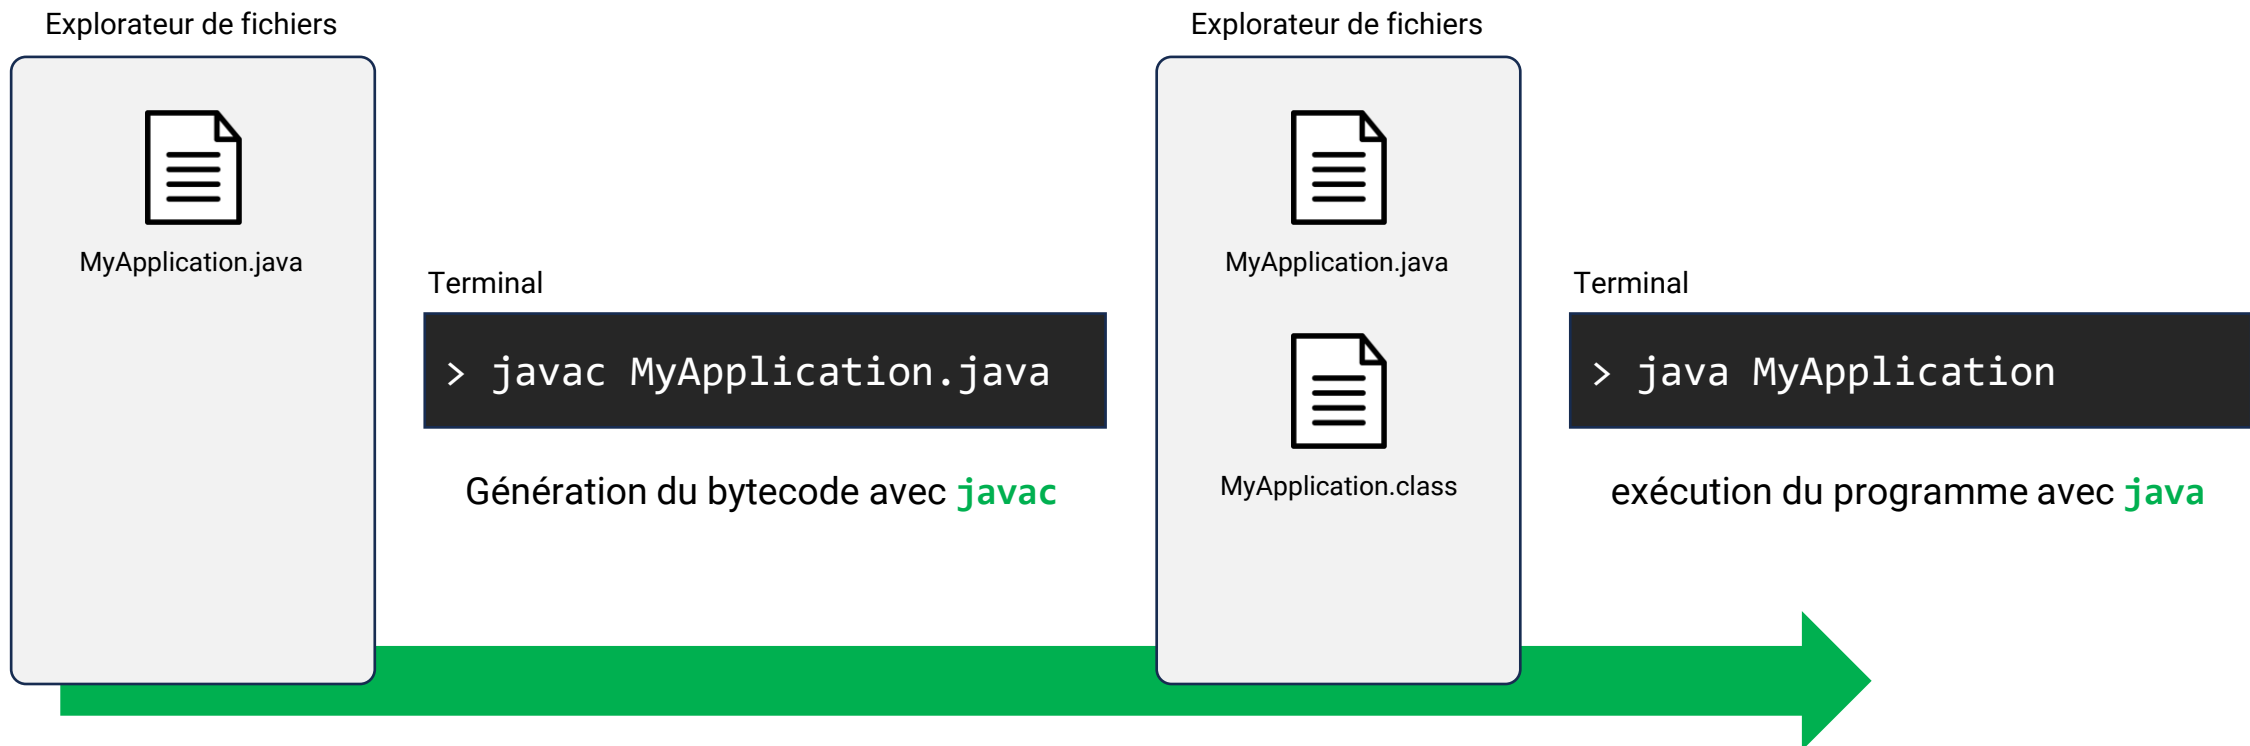 Explorateur de fichiers
MyApplication.java
Terminal
> javac MyApplication.java
Génération du bytecode avec javac
Explorateur de fichiers
MyApplication.java
MyApplication.class
Terminal
> java MyApplication
exécution du programme avec java